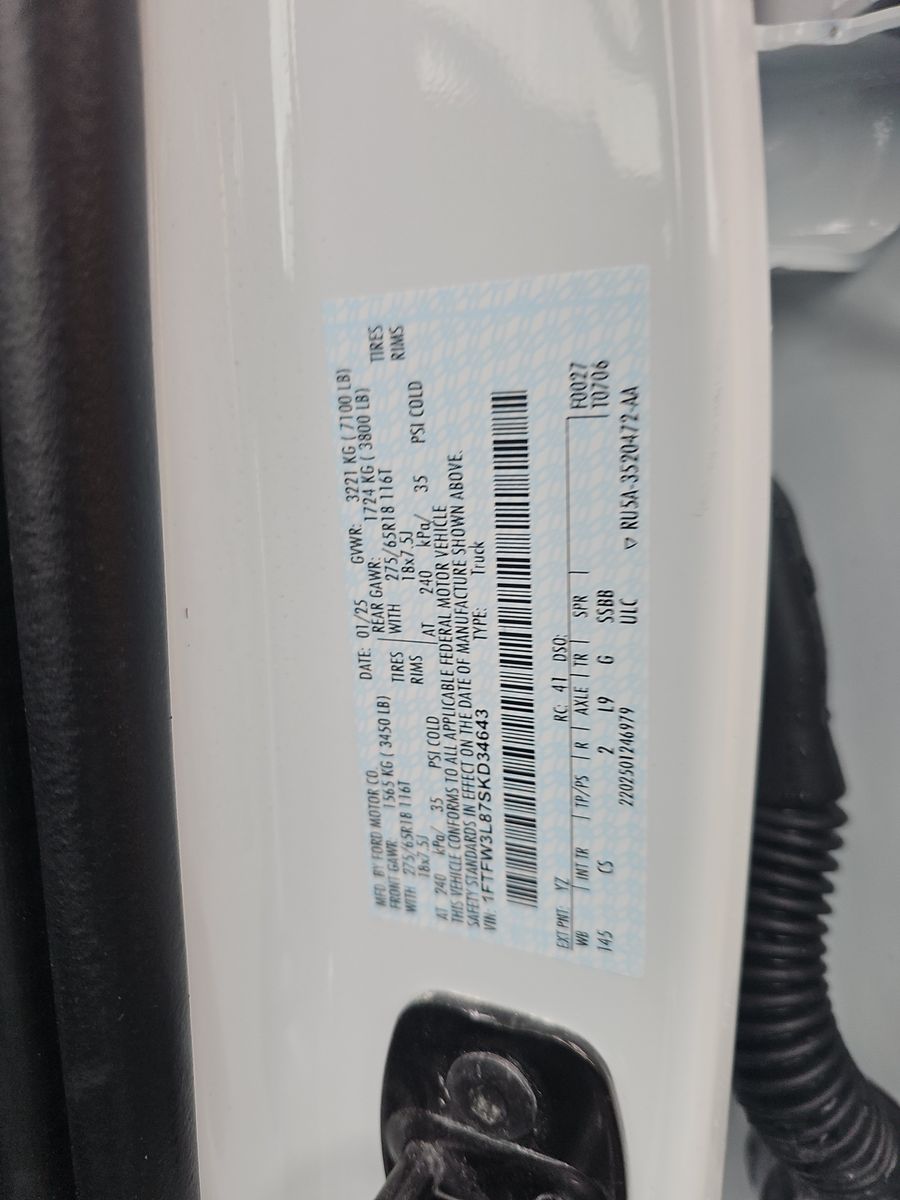 MFD. BY FORD MOTOR CO.
DATE: 01/25 GVWR: 3221 KG ( 7100 LB)
FRONT GAWR: 1565 KG ( 3450 LB) REAR GAWR: 1724 KG ( 3800 LB)
WITH 275/65R18 116T TIRES WITH 275/65R18 116T TIRES
18x7.5J RIMS 18x7.5J RIMS
AT 240 kPa/ 35 PSI COLD AT 240 kPa/ 35 PSI COLD
THIS VEHICLE CONFORMS TO ALL APPLICABLE FEDERAL MOTOR VEHICLE
SAFETY STANDARDS IN EFFECT ON THE DATE OF MANUFACTURE SHOWN ABOVE.
VIN: 1FTFW3L87SKD34643 TYPE: Truck
EXT PNT: YZ RC: 41 DSO:
WB INT TR TP/PS R AXLE TR SPR F0027
145 CS 2 L9 G SSBB T0706
2202501246979 ULC ▽ RU5A-3520472-AA